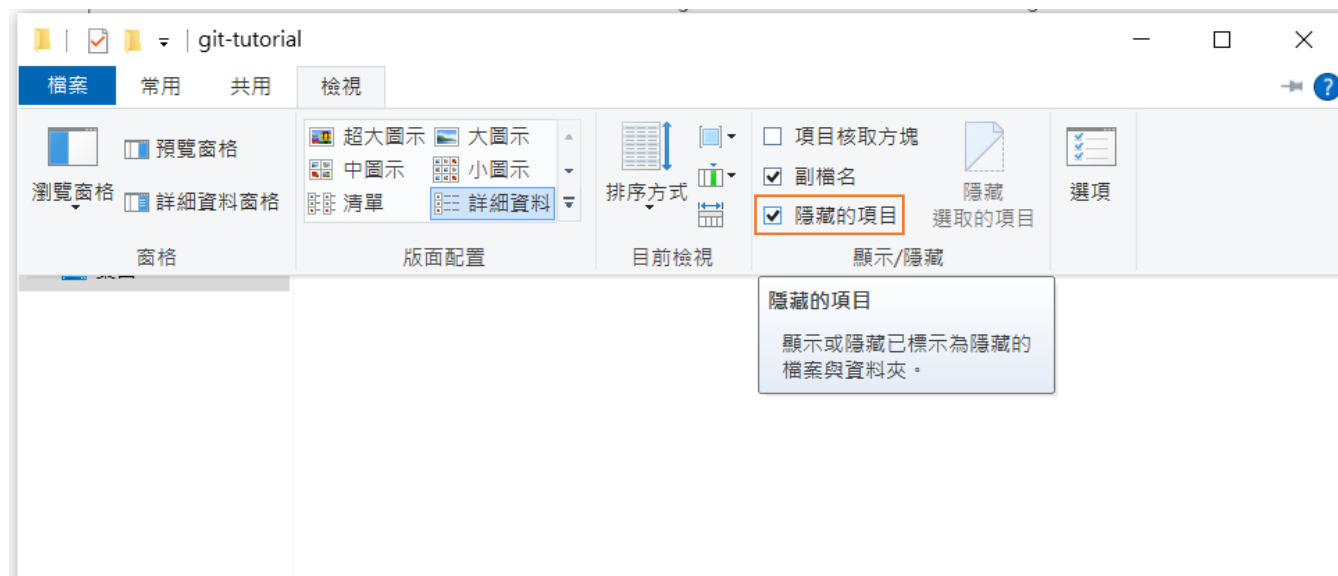 git-tutorial
檔案 常用 共用 檢視
瀏覽窗格
預覽窗格
詳細資料窗格
窗格
超大圖示 大圖示
中圖示 小圖示
清單 詳細資料
版面配置
排序方式
目前檢視
項目核取方塊
副檔名
隱藏的項目
隱藏
選取的項目
顯示/隱藏
選項
隱藏的項目
顯示或隱藏已標示為隱藏的
檔案與資料夾。